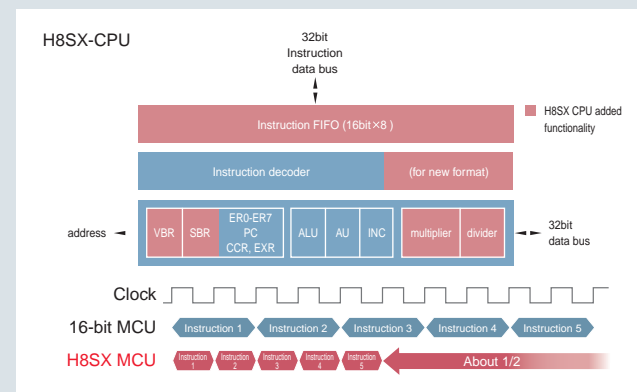 H8SX-CPU
32bit
Instruction
data bus
Instruction FIFO (16bit×8 )
H8SX CPU added
functionality
Instruction decoder
(for new format)
address
VBR
SBR
ER0-ER7
PC
CCR, EXR
ALU
AU
INC
multiplier
divider
32bit
data bus
Clock
16-bit MCU
Instruction 1
Instruction 2
Instruction 3
Instruction 4
Instruction 5
H8SX MCU
Instruction
1
Instruction
2
Instruction
3
Instruction
4
Instruction
5
About 1/2